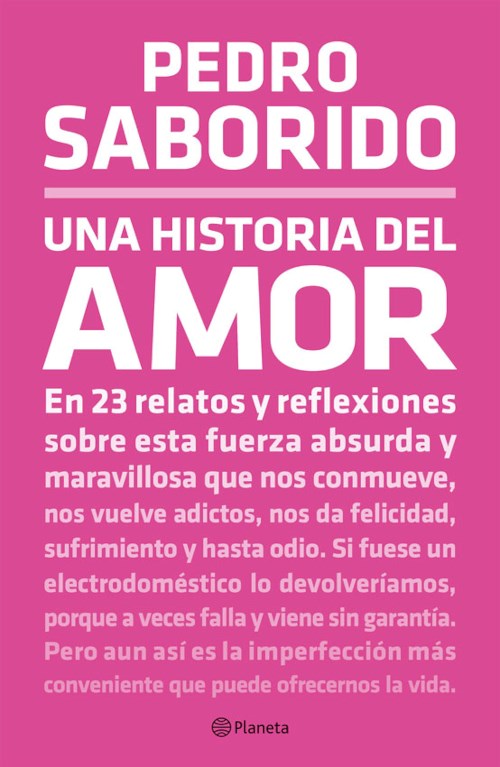 PEDRO
SABORIDO
UNA HISTORIA DEL
AMOR
En 23 relatos y reflexiones
sobre esta fuerza absurda y
maravillosa que nos conmueve,
nos vuelve adictos, nos da felicidad,
sufrimiento y hasta odio. Si fuese un
electrodoméstico lo devolveríamos,
porque a veces falla y viene sin garantía.
Pero aun así es la imperfección más
conveniente que puede ofrecernos la vida.
Planeta